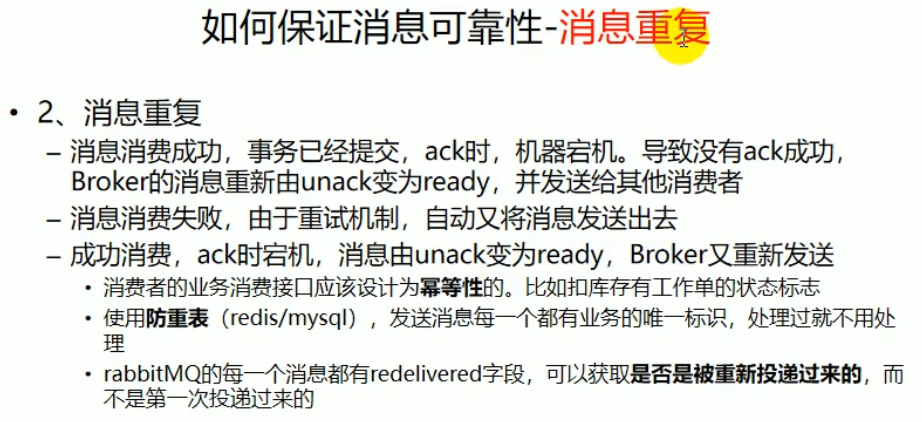 如何保证消息可靠性-消息重复
• 2、消息重复
– 消息消费成功，事务已经提交，ack时，机器宕机。导致没有ack成功，
Broker的消息重新由unack变为ready，并发送给其他消费者
– 消息消费失败，由于重试机制，自动又将消息发送出去
– 成功消费，ack时宕机，消息由unack变为ready，Broker又重新发送
• 消费者的业务消费接口应该设计为幂等性的。比如扣库存有工作单的状态标志
• 使用防重表（redis/mysql），发送消息每一个都有业务的唯一标识，处理过就不用处
理
• rabbitMQ的每一个消息都有redelivered字段，可以获取是否是被重新投递过来的，而
不是第一次投递过来的